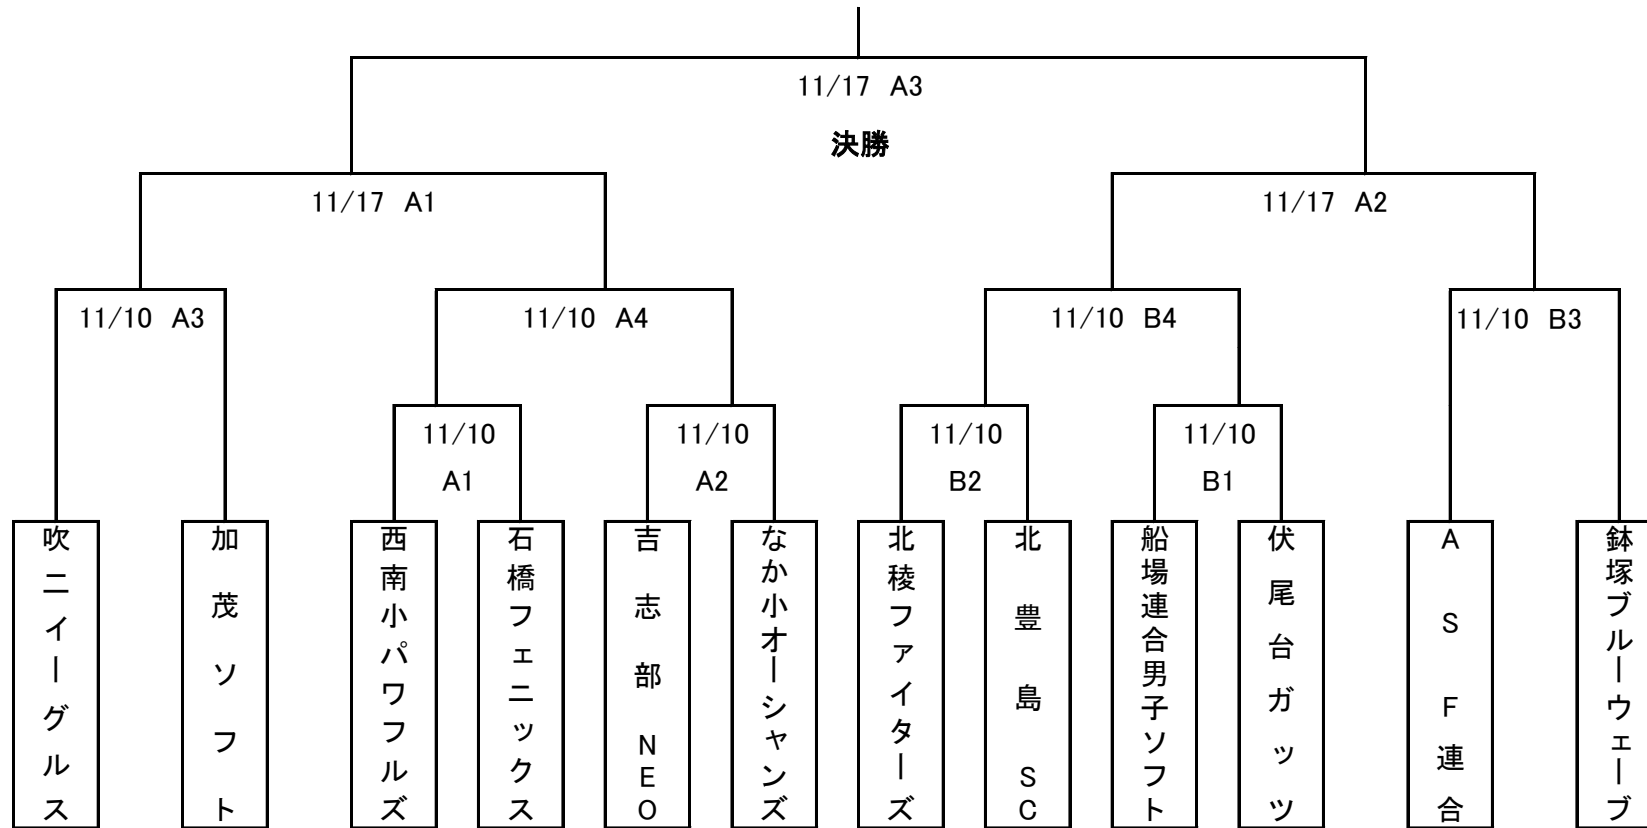 11/17 A3
決勝
11/17 A1
11/17 A2
11/10 A3
11/10 A4
11/10 B4
11/10 B3
11/10
A1
11/10
A2
11/10
B2
11/10
B1
吹二イーグルス
加茂ソフト
西南小パワフルズ
石橋フェニックス
吉志部NEO
なか小オーシャンズ
北稜ファイターズ
北豊島SC
船場連合男子ソフト
伏尾台ガッツ
ASF連合
鉢塚ブルーウェーブ